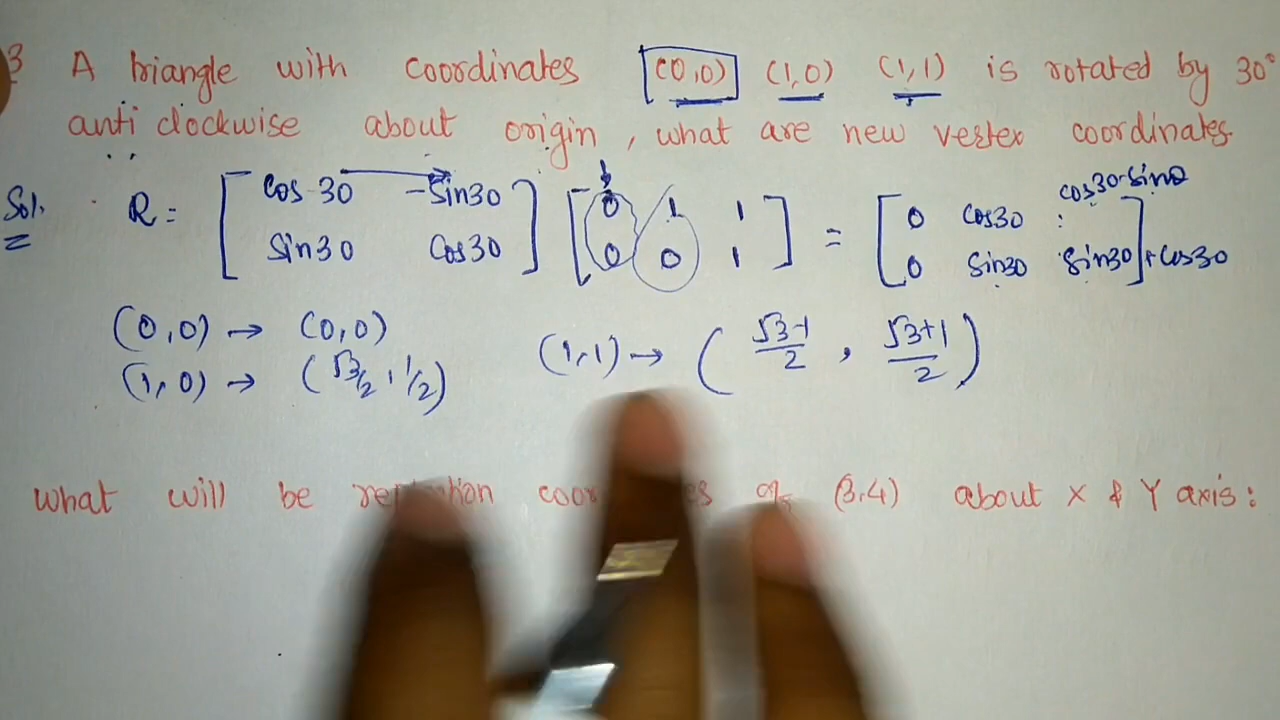 3 A triangle with coordinates (0,0) (1,0) (1,1) is rotated by 30°
anti clockwise about origin, what are new vertex coordinates.
Sol. R = [ cos 30 -Sin30 ] [ 0 1 1 ] = [ 0 Cos30 : cos30-sinθ
Sin30 Cos30 0 0 1 0 Sin30 Sin30 ] + Cos30
(0,0) → (0,0)
(1,0) → (√3/2, 1/2)
(1,1) → ( √3-1/2 , √3+1/2 )
what will be of (3,4) about X & Y axis: